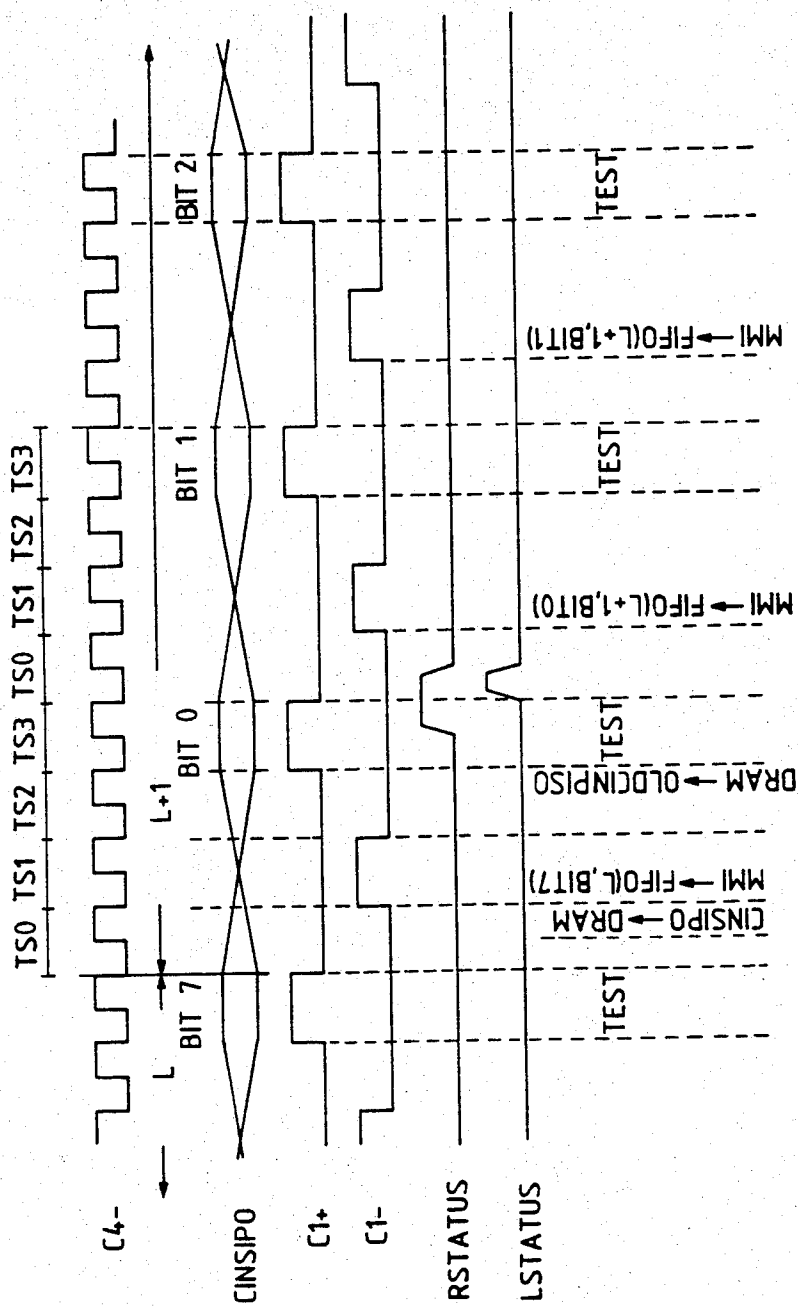 TS0 TS1 TS2 TS3 TS0 TS1 TS2 TS3
C4-
L L+1
BIT 7 BIT 0 BIT 1 BIT 2
CINSIPO
C1+
C1-
RSTATUS
LSTATUS
TEST TEST TEST TEST
CINSIPO→DRAM
MMI→FIFO(L,BIT7)
DRAM→OLDCINPISO
MMI→FIFO(L+1,BIT0)
MMI→FIFO(L+1,BIT1)